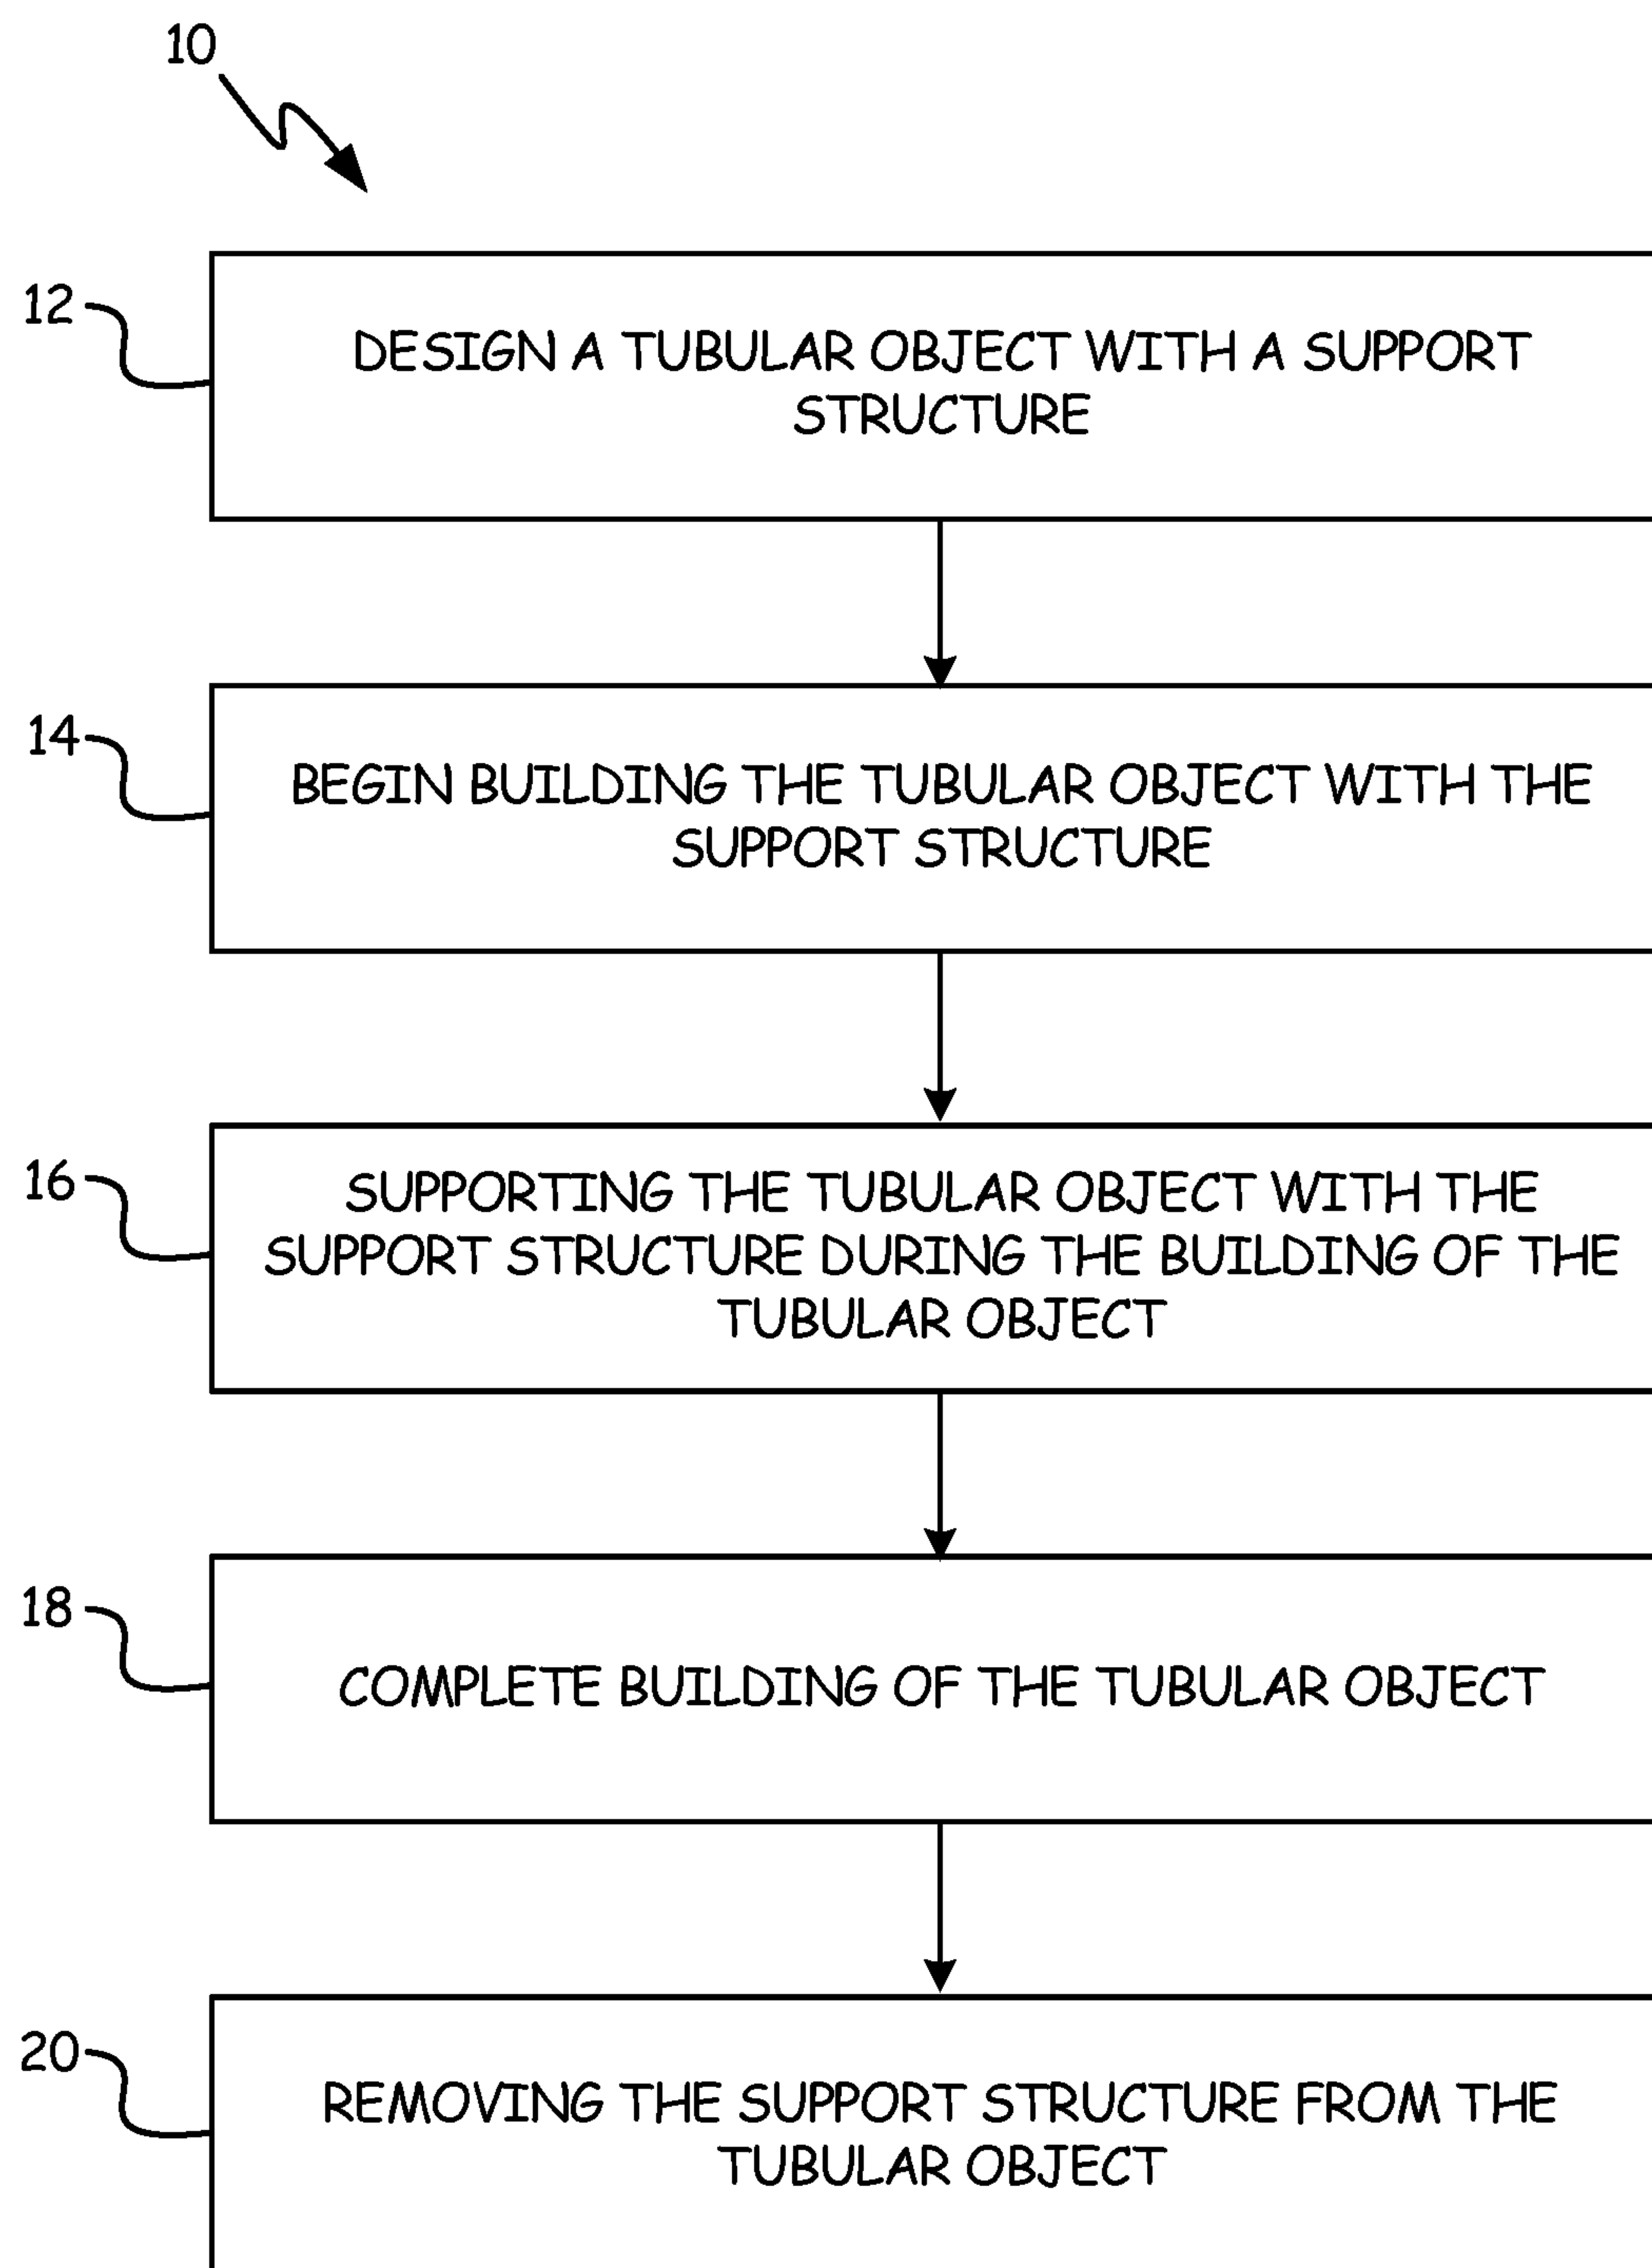 10
12
DESIGN A TUBULAR OBJECT WITH A SUPPORT
STRUCTURE
14
BEGIN BUILDING THE TUBULAR OBJECT WITH THE
SUPPORT STRUCTURE
16
SUPPORTING THE TUBULAR OBJECT WITH THE
SUPPORT STRUCTURE DURING THE BUILDING OF THE
TUBULAR OBJECT
18
COMPLETE BUILDING OF THE TUBULAR OBJECT
20
REMOVING THE SUPPORT STRUCTURE FROM THE
TUBULAR OBJECT